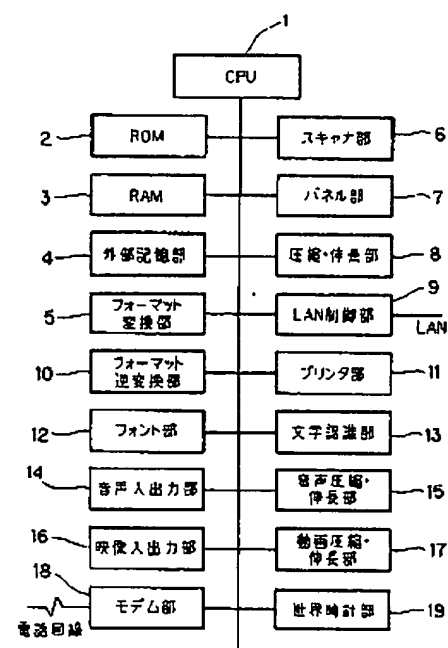 1
CPU
2
ROM
スキャナ部
6
3
RAM
パネル部
7
4
外部記憶部
圧縮・伸長部
8
5
フォーマット
変換部
LAN制御部
9
LAN
10
フォーマット
逆変換部
プリンタ部
11
12
フォント部
文字認識部
13
14
音声入出力部
音声圧縮・
伸長部
15
16
映像入出力部
動画圧縮・
伸長部
17
18
モデム部
電話回線
世界時計部
19